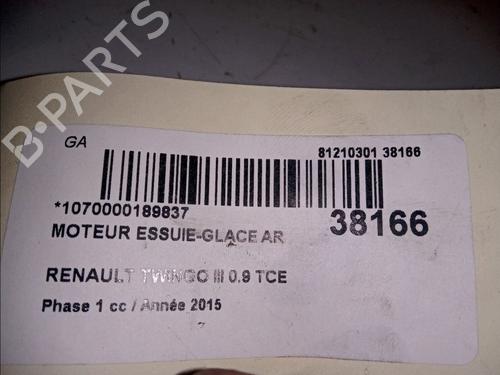 B-PARTS
GA
81210301 38166
*1070000189837
38166
MOTEUR ESSUIE-GLACE AR
RENAULT TWINGO III 0.9 TCE
Phase 1 cc / Année 2015